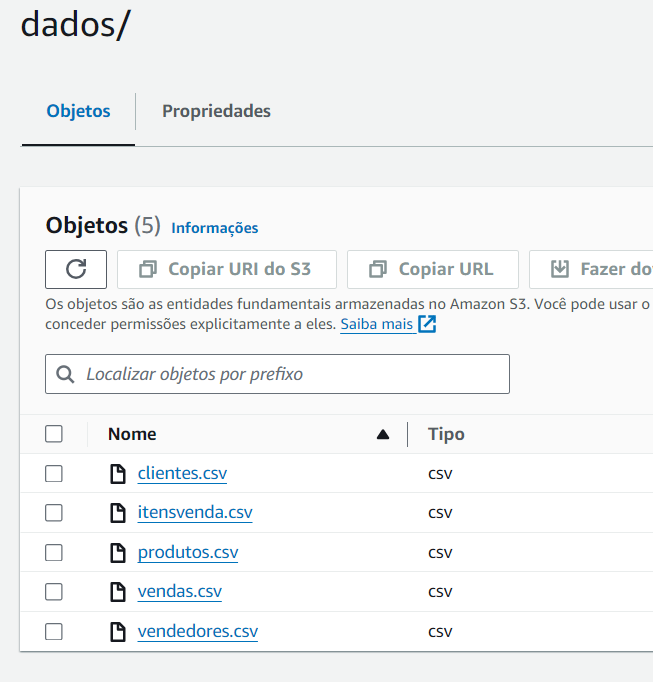 dados/
Objetos Propriedades
Objetos (5) Informações
Copiar URI do S3 Copiar URL Fazer do
Os objetos são as entidades fundamentais armazenadas no Amazon S3. Você pode usar o
conceder permissões explicitamente a eles. Saiba mais
Localizar objetos por prefixo
Nome Tipo
clientes.csv csv
itensvenda.csv csv
produtos.csv csv
vendas.csv csv
vendedores.csv csv